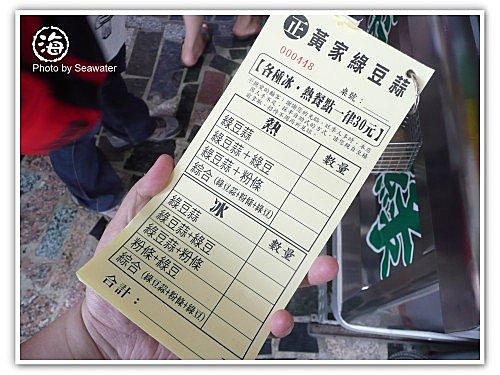 海
Photo by Seawater
正 黃家綠豆蒜
000448
桌號：
【各種冰，熱餐點一律30元】
熱 數量
綠豆蒜
綠豆蒜+綠豆
綠豆蒜+粉條
綜合(綠豆蒜+粉條+綠豆)
冰 數量
綠豆蒜
綠豆蒜+綠豆
綠豆蒜+粉條
粉條+綠豆
綜合(綠豆蒜+粉條+綠豆)
合計：
蒜